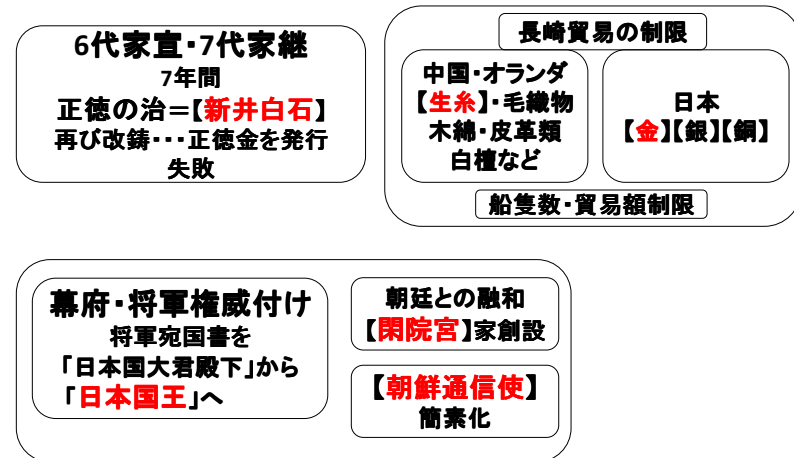 6代家宣・7代家継
7年間
正徳の治＝【新井白石】
再び改鋳・・・正徳金を発行
失敗
長崎貿易の制限
中国・オランダ
【生糸】・毛織物
木綿・皮革類
白檀など
日本
【金】【銀】【銅】
船隻数・貿易額制限
幕府・将軍権威付け
将軍宛国書を
「日本国大君殿下」から
「日本国王」へ
朝廷との融和
【閑院宮】家創設
【朝鮮通信使】
簡素化